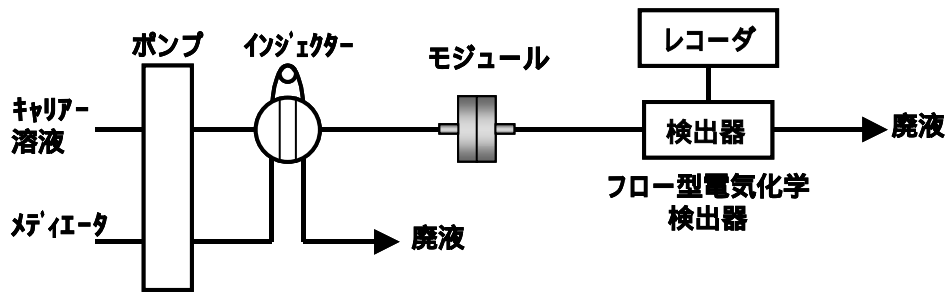 ポンプ
ｲﾝｼﾞｪｸﾀｰ
モジュール
レコーダ
ｷｬﾘｱｰ
溶液
検出器
廃液
フロー型電気化学
検出器
ﾒﾃﾞｨｴｰﾀ
廃液